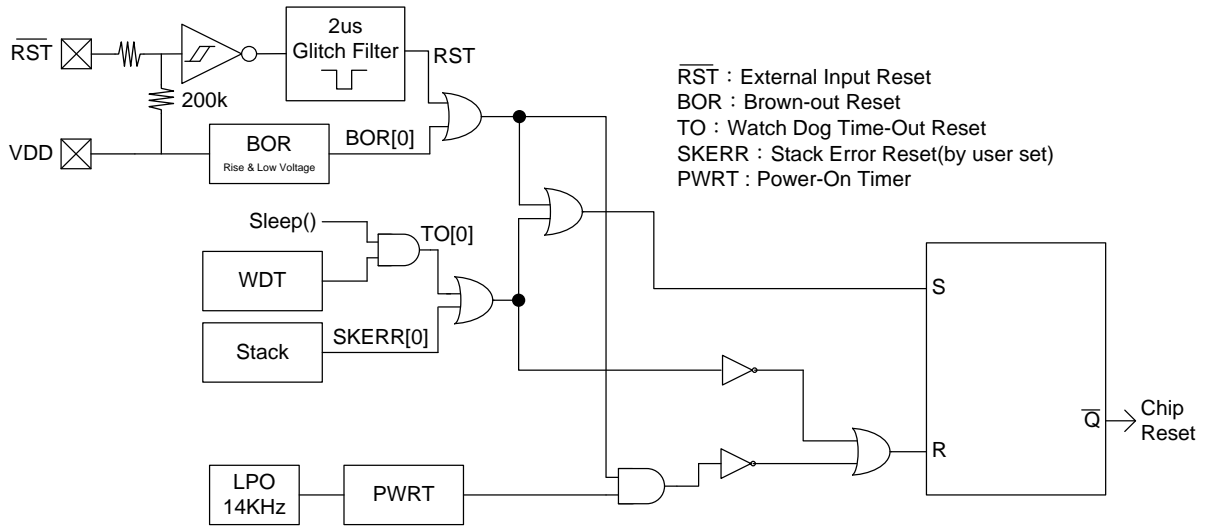 RST
2us
Glitch Filter
RST
200k
VDD
BOR
Rise & Low Voltage
BOR[0]
RST：External Input Reset
BOR：Brown-out Reset
TO：Watch Dog Time-Out Reset
SKERR：Stack Error Reset(by user set)
PWRT : Power-On Timer
Sleep()
TO[0]
WDT
SKERR[0]
Stack
S
R
Q
Chip
Reset
LPO
14KHz
PWRT